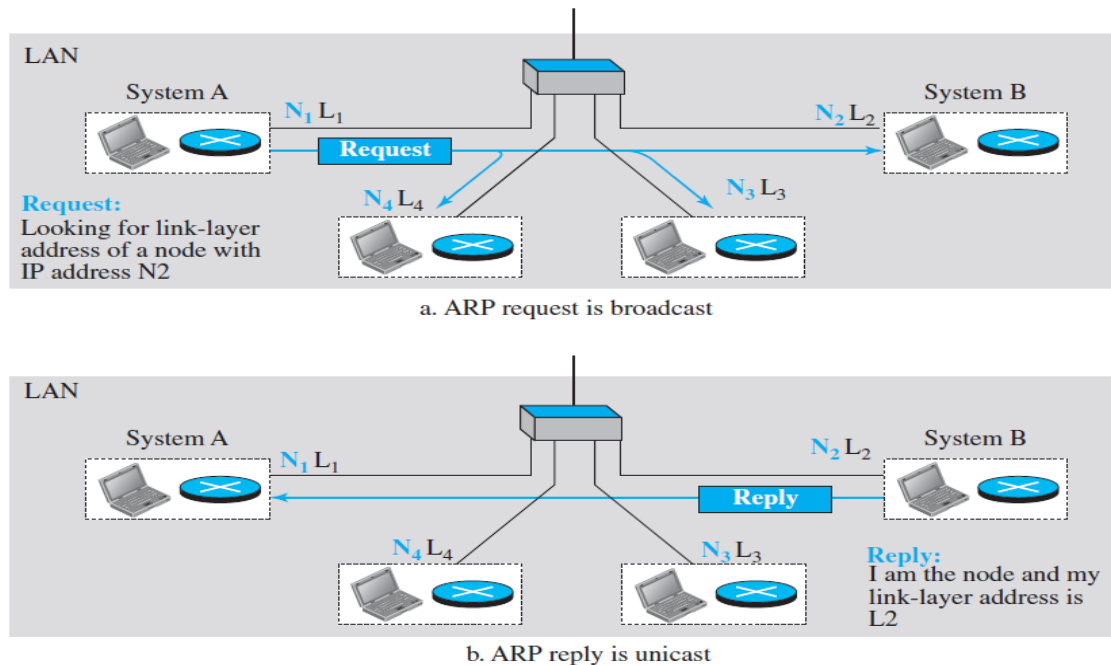 LAN
System A
System B
N₁ L₁
N₂ L₂
Request
N₄ L₄
N₃ L₃
Request:
Looking for link-layer
address of a node with
IP address N2
a. ARP request is broadcast
LAN
System A
System B
N₁ L₁
N₂ L₂
Reply
N₄ L₄
N₃ L₃
Reply:
I am the node and my
link-layer address is
L2
b. ARP reply is unicast